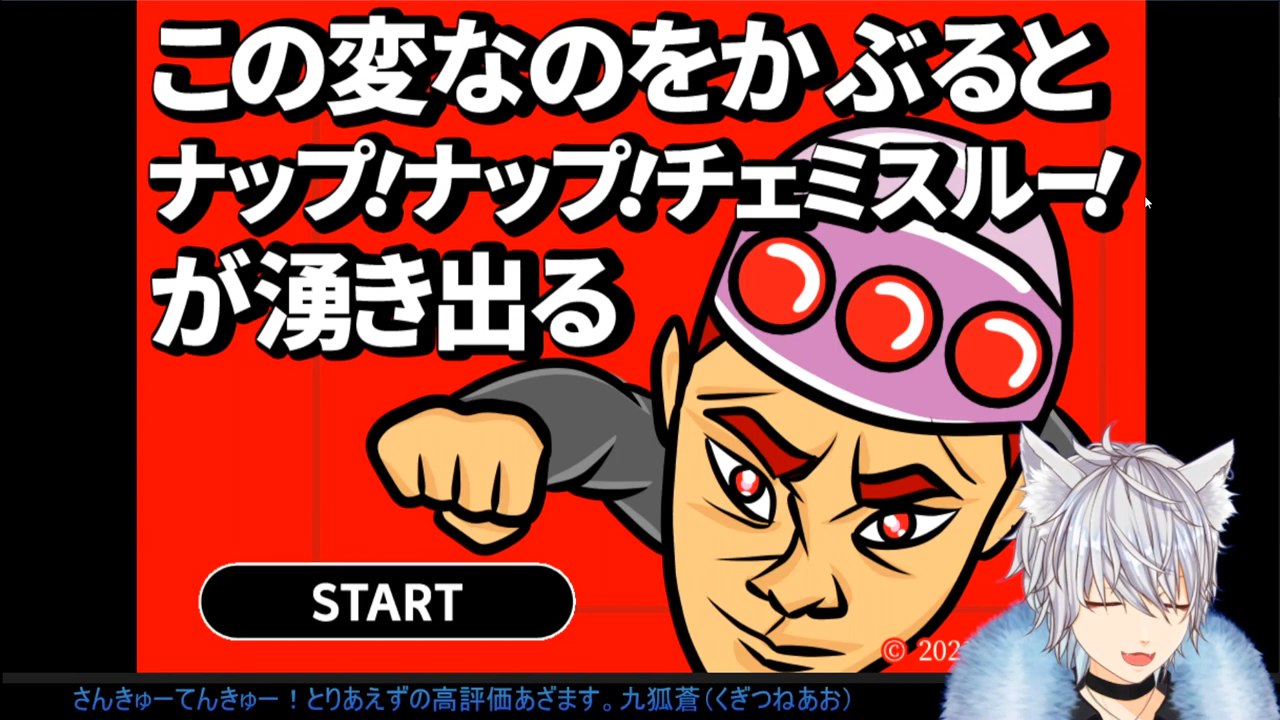 この変なのをかぶると
ナップ!ナップ!チェミスルー!
が湧き出る
START
© 202
さんきゅーてんきゅー！とりあえずの高評価あざます。九狐蒼（くぎつねあお）